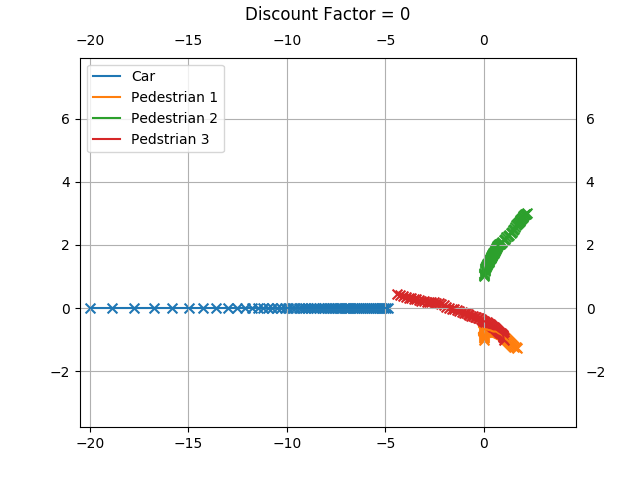 Discount Factor = 0
−20 −15 −10 −5 0
Car
Pedestrian 1
Pedestrian 2
Pedstrian 3
6 6
4 4
2 2
0 0
−2 −2
−20 −15 −10 −5 0